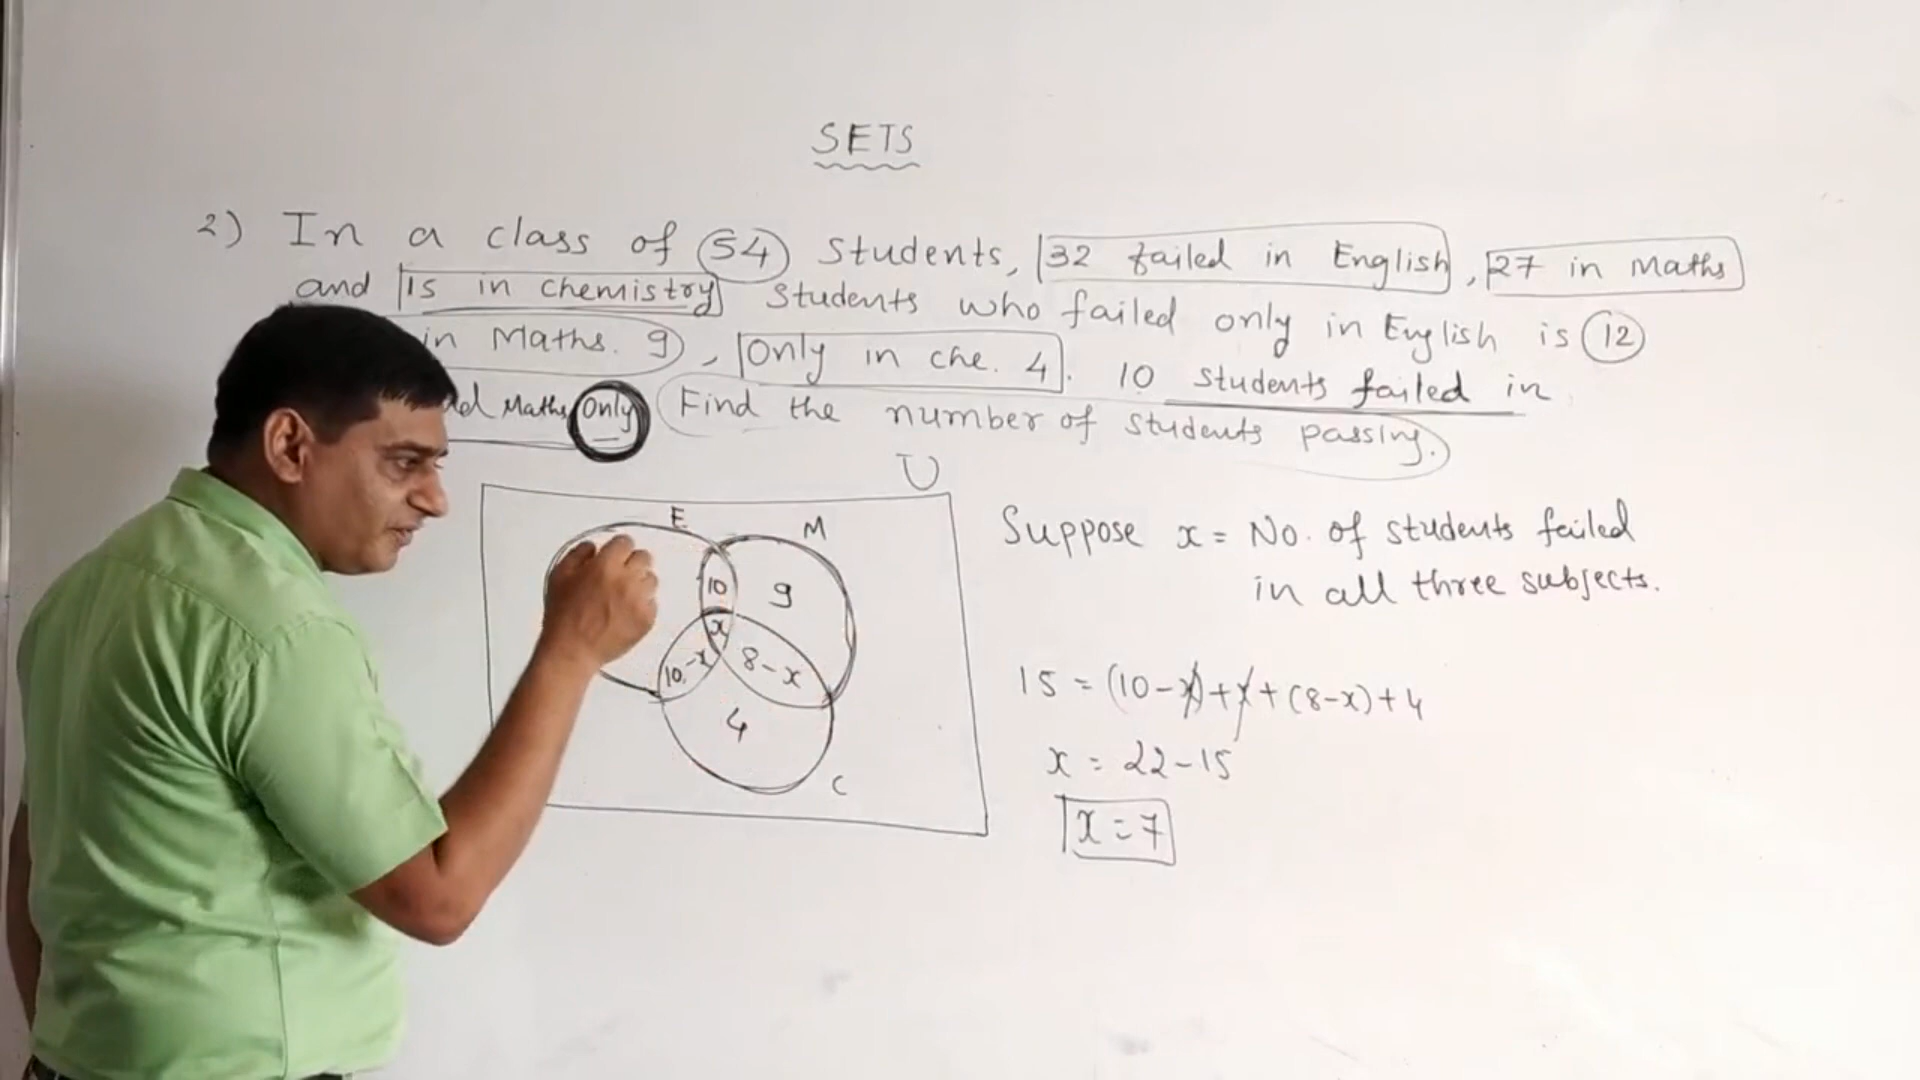 SETS
2) In a class of 54 students, 32 failed in English, 27 in Maths
and 15 in chemistry students who failed only in English is 12
in Maths. 9, Only in che. 4. 10 students failed in
Maths Only Find the number of students passing.
U
E
M
10
9
x
10-x
8-x
4
C
Suppose x = No. of students failed
in all three subjects.
15 = (10-x)+x+(8-x)+4
x = 22-15
x = 7